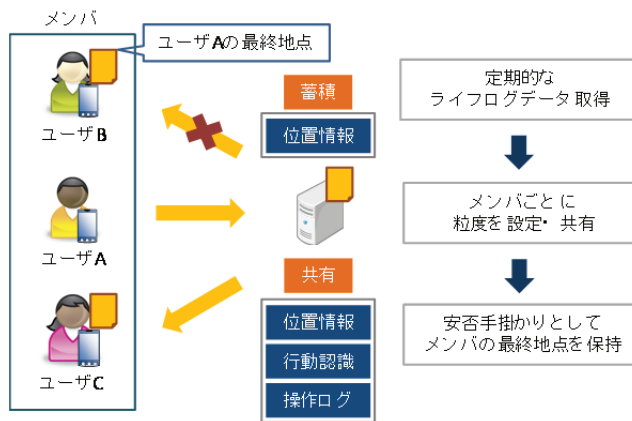 メンバ
ユーザAの最終地点
ユーザB
ユーザA
ユーザC
蓄積
位置情報
共有
位置情報
行動認識
操作ログ
定期的な
ライフログデータ取得
メンバごとに
粒度を設定・共有
安否手掛かりとして
メンバの最終地点を保持